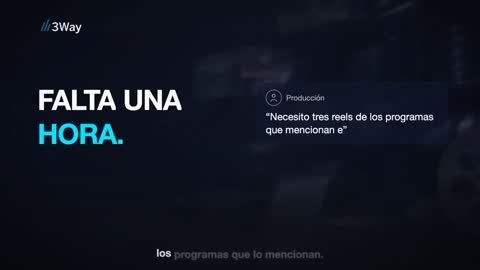 3Way
FALTA UNA
HORA.
Producción
“Necesito tres reels de los programas
que mencionan e”
los programas que lo mencionan.